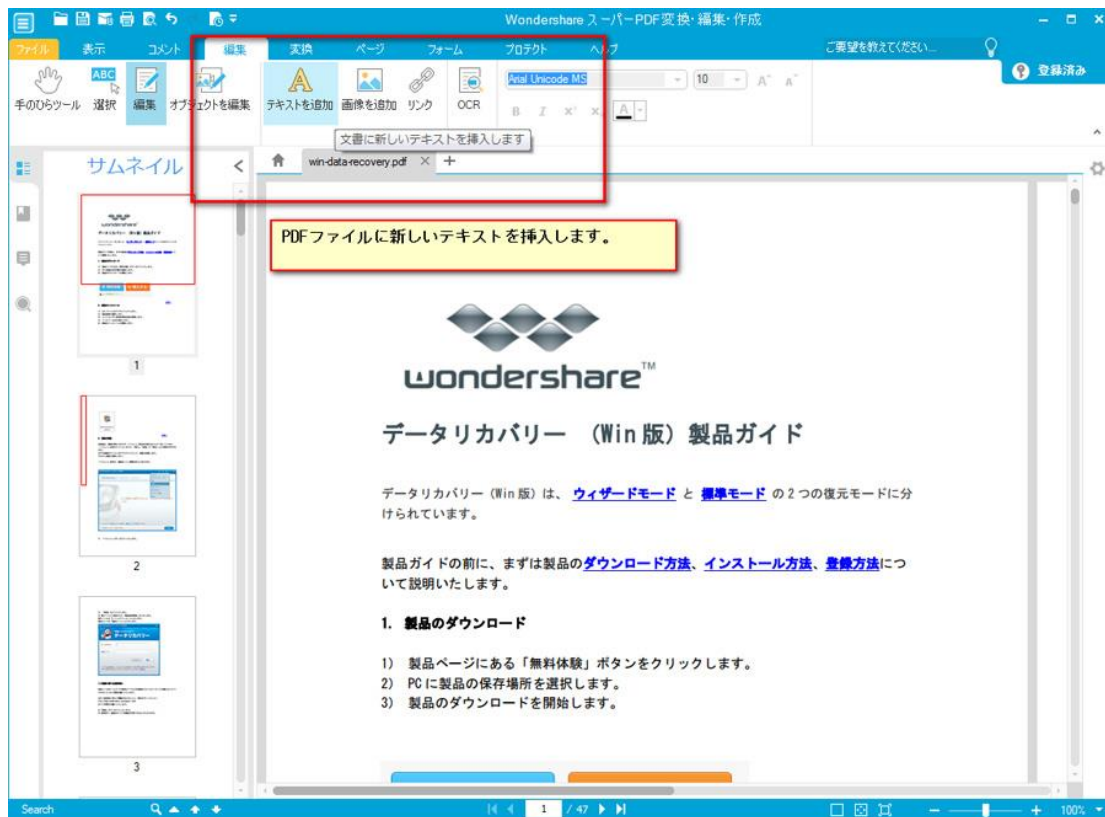 Wondershare スーパーPDF変換・編集・作成
ファイル 表示 コメント 編集 変換 ページ フォーム プロテクト ヘルプ ご要望を教えてください...
登録済み
手のひらツール 選択 編集 オブジェクトを編集 テキストを追加 画像を追加 リンク OCR
ABC
Arial Unicode MS 10 A A
B I x x A
文書に新しいテキストを挿入します
サムネイル
win-data-recovery.pdf
PDFファイルに新しいテキストを挿入します。
wondershare™
データリカバリー (Win版) 製品ガイド
データリカバリー (Win版) は、 ウィザードモード と 標準モード の2つの復元モードに分
けられています。
製品ガイドの前に、まずは製品のダウンロード方法、インストール方法、登録方法につ
いて説明いたします。
1. 製品のダウンロード
1) 製品ページにある「無料体験」ボタンをクリックします。
2) PCに製品の保存場所を選択します。
3) 製品のダウンロードを開始します。
1
2
3
Search 1 / 47 100%